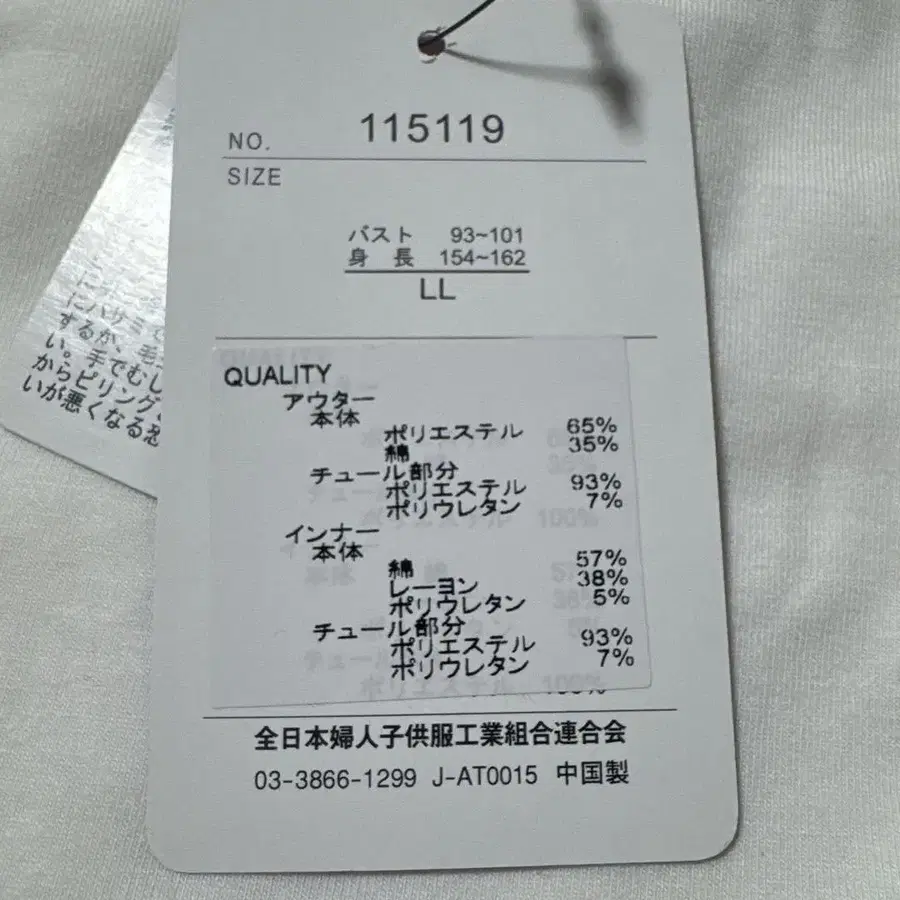 NO. 115119
SIZE
バスト 93~101
身 長 154~162
LL
QUALITY
アウター
本体
ポリエステル 65%
綿 35%
チュール部分
ポリエステル 93%
ポリウレタン 7%
インナー
本体
綿 57%
レーヨン 38%
ポリウレタン 5%
チュール部分
ポリエステル 93%
ポリウレタン 7%
全日本婦人子供服工業組合連合会
03-3866-1299 J-AT0015 中国製
にハサミで
するか、毛
い。手でむし
からピリング
いが悪くなる恐